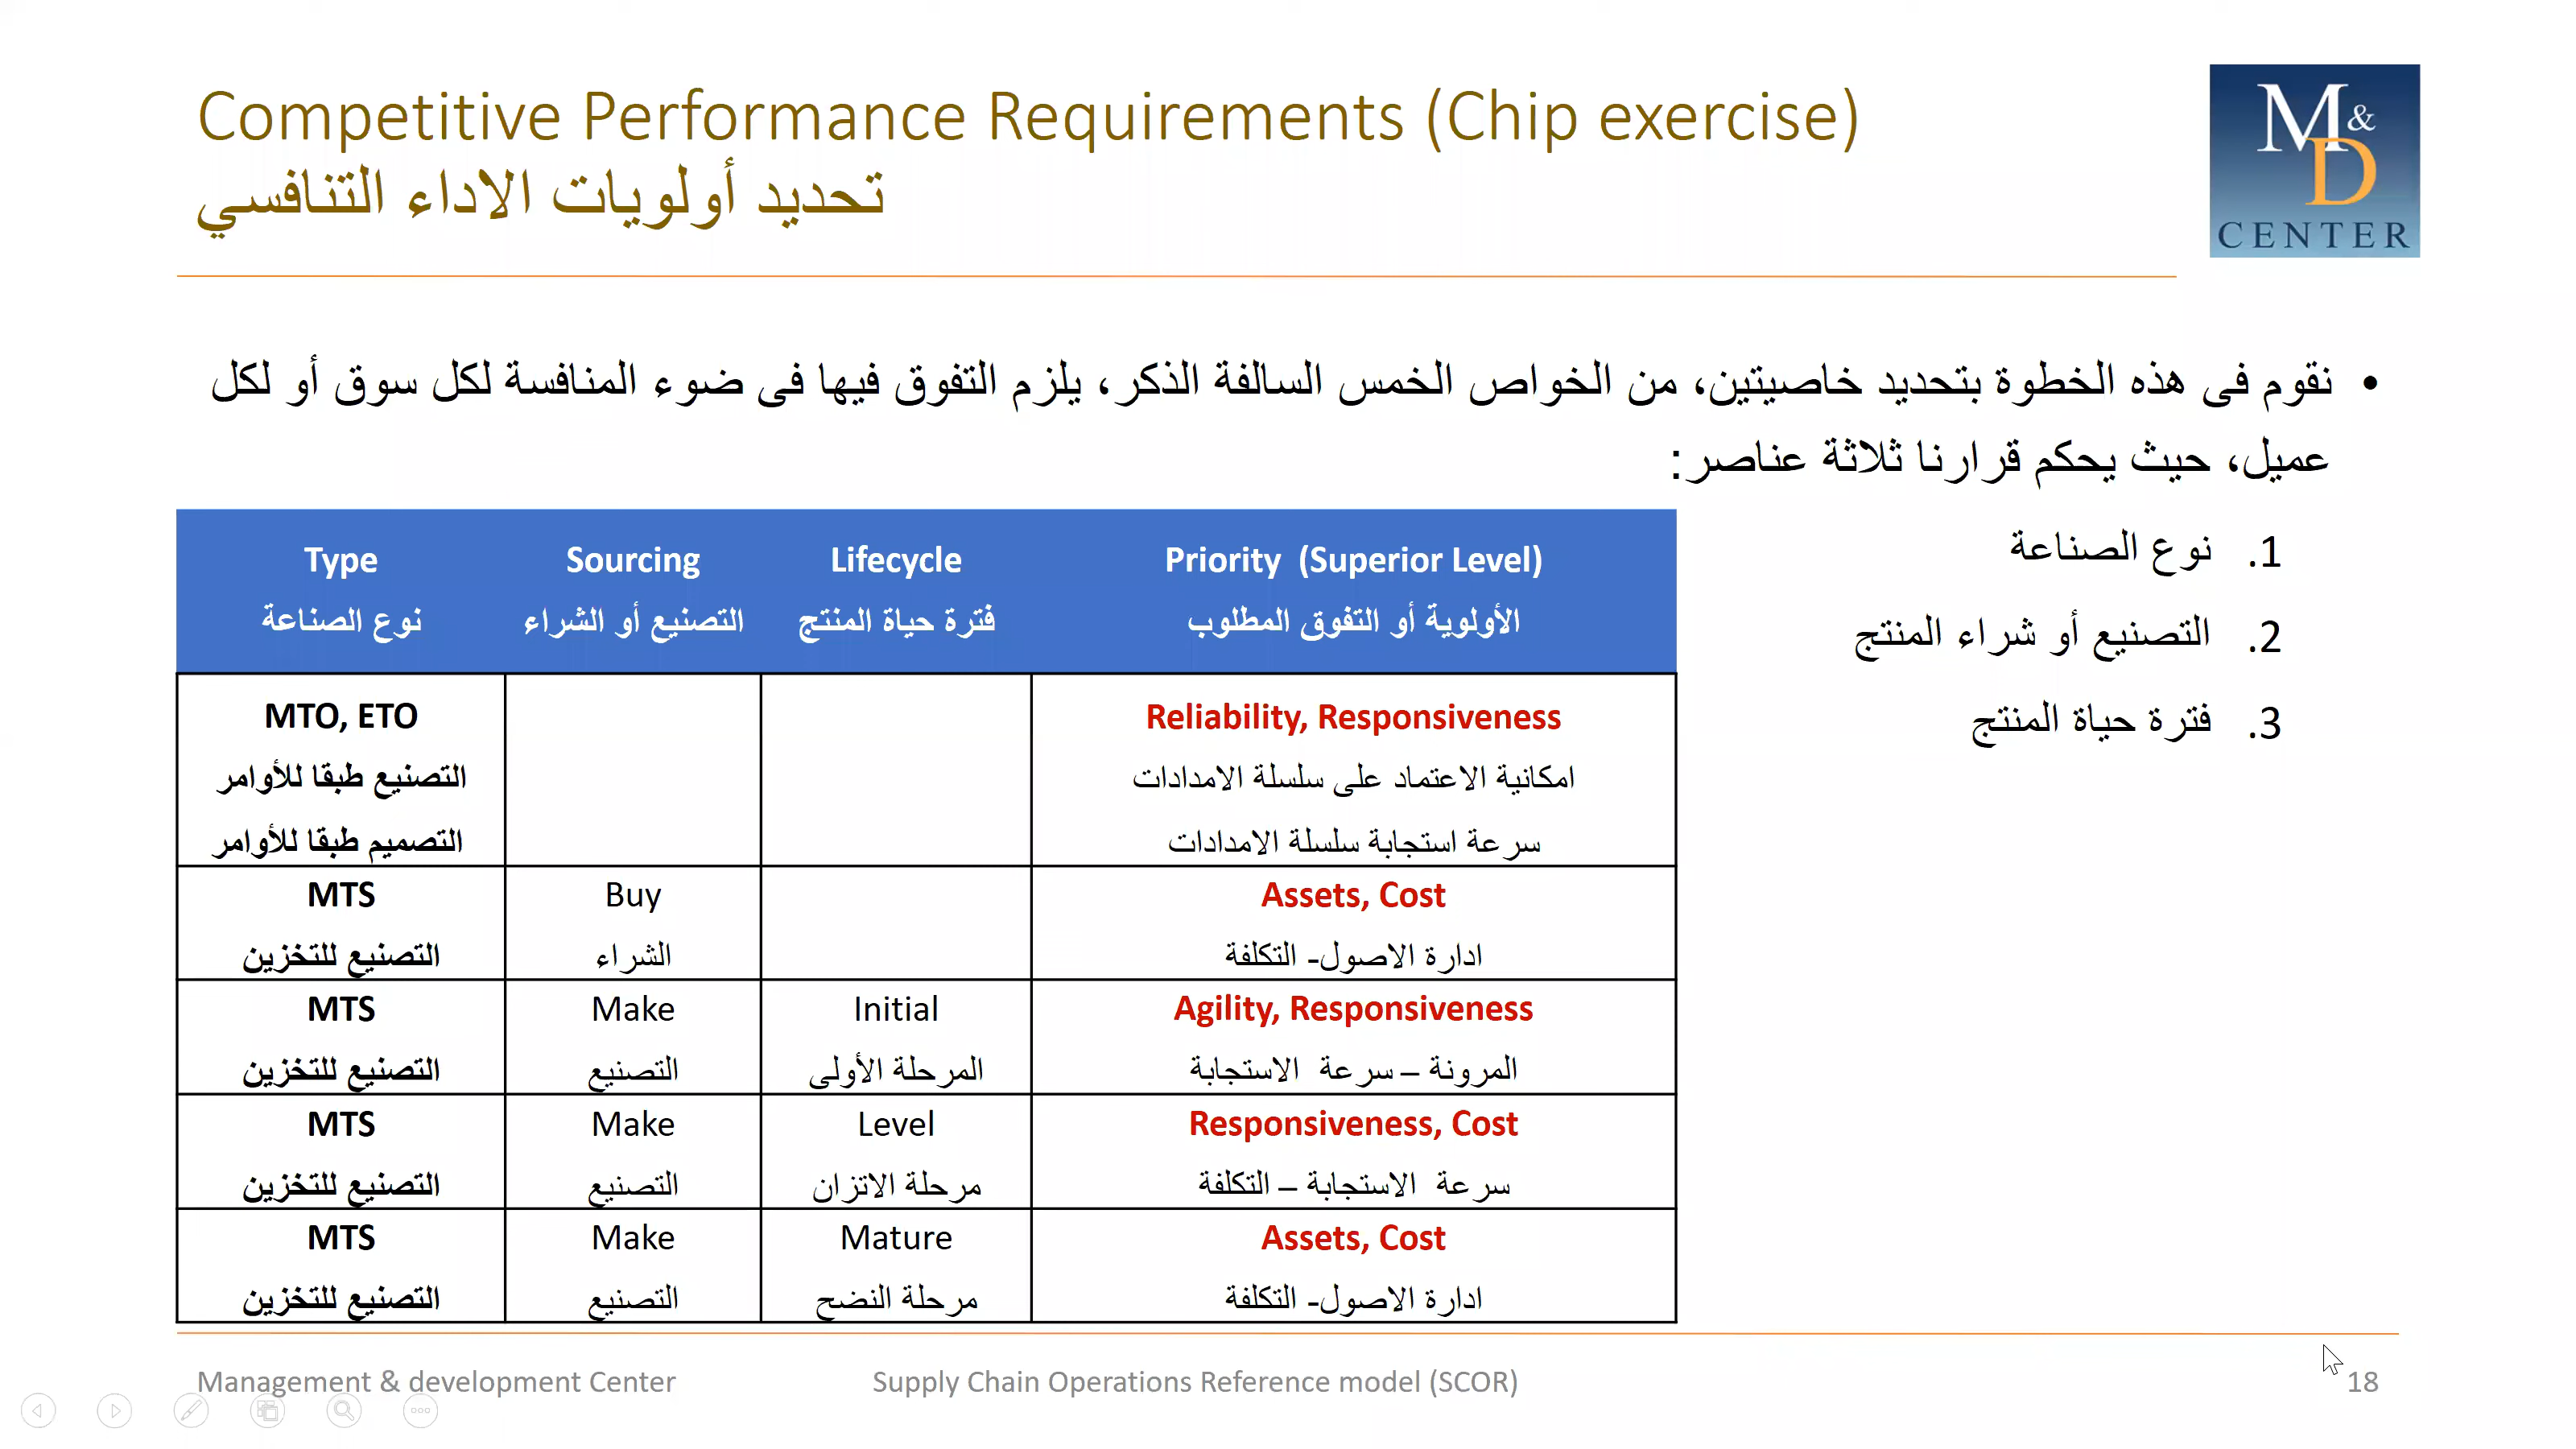 Competitive Performance Requirements (Chip exercise)
تحديد أولويات الاداء التنافسي
M&
D
CENTER
• نقوم فى هذه الخطوة بتحديد خاصيتين، من الخواص الخمس السالفة الذكر، يلزم التفوق فيها فى ضوء المنافسة لكل سوق أو لكل
عميل، حيث يحكم قرارنا ثلاثة عناصر:
1. نوع الصناعة
2. التصنيع أو شراء المنتج
3. فترة حياة المنتج
Type Sourcing Lifecycle Priority (Superior Level)
نوع الصناعة التصنيع أو الشراء فترة حياة المنتج الأولوية أو التفوق المطلوب
MTO, ETO Reliability, Responsiveness
التصنيع طبقا للأوامر امكانية الاعتماد على سلسلة الامدادات
التصميم طبقا للأوامر سرعة استجابة سلسلة الامدادات
MTS Buy Assets, Cost
التصنيع للتخزين الشراء ادارة الاصول- التكلفة
MTS Make Initial Agility, Responsiveness
التصنيع للتخزين التصنيع المرحلة الأولى المرونة – سرعة الاستجابة
MTS Make Level Responsiveness, Cost
التصنيع للتخزين التصنيع مرحلة الاتزان سرعة الاستجابة – التكلفة
MTS Make Mature Assets, Cost
التصنيع للتخزين التصنيع مرحلة النضج ادارة الاصول- التكلفة
Management & development Center Supply Chain Operations Reference model (SCOR) 18